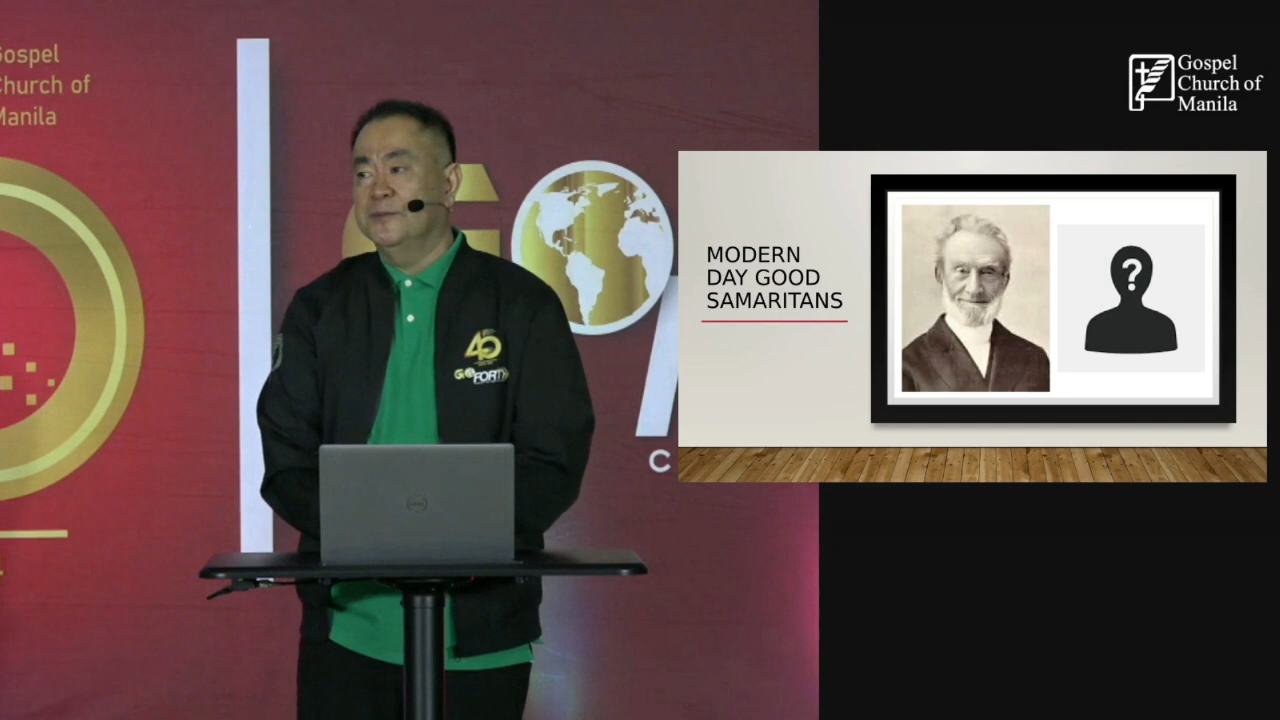 Gospel
Church of
Manila
40
GO FORTH
C
Gospel
Church of
Manila
MODERN
DAY GOOD
SAMARITANS
?